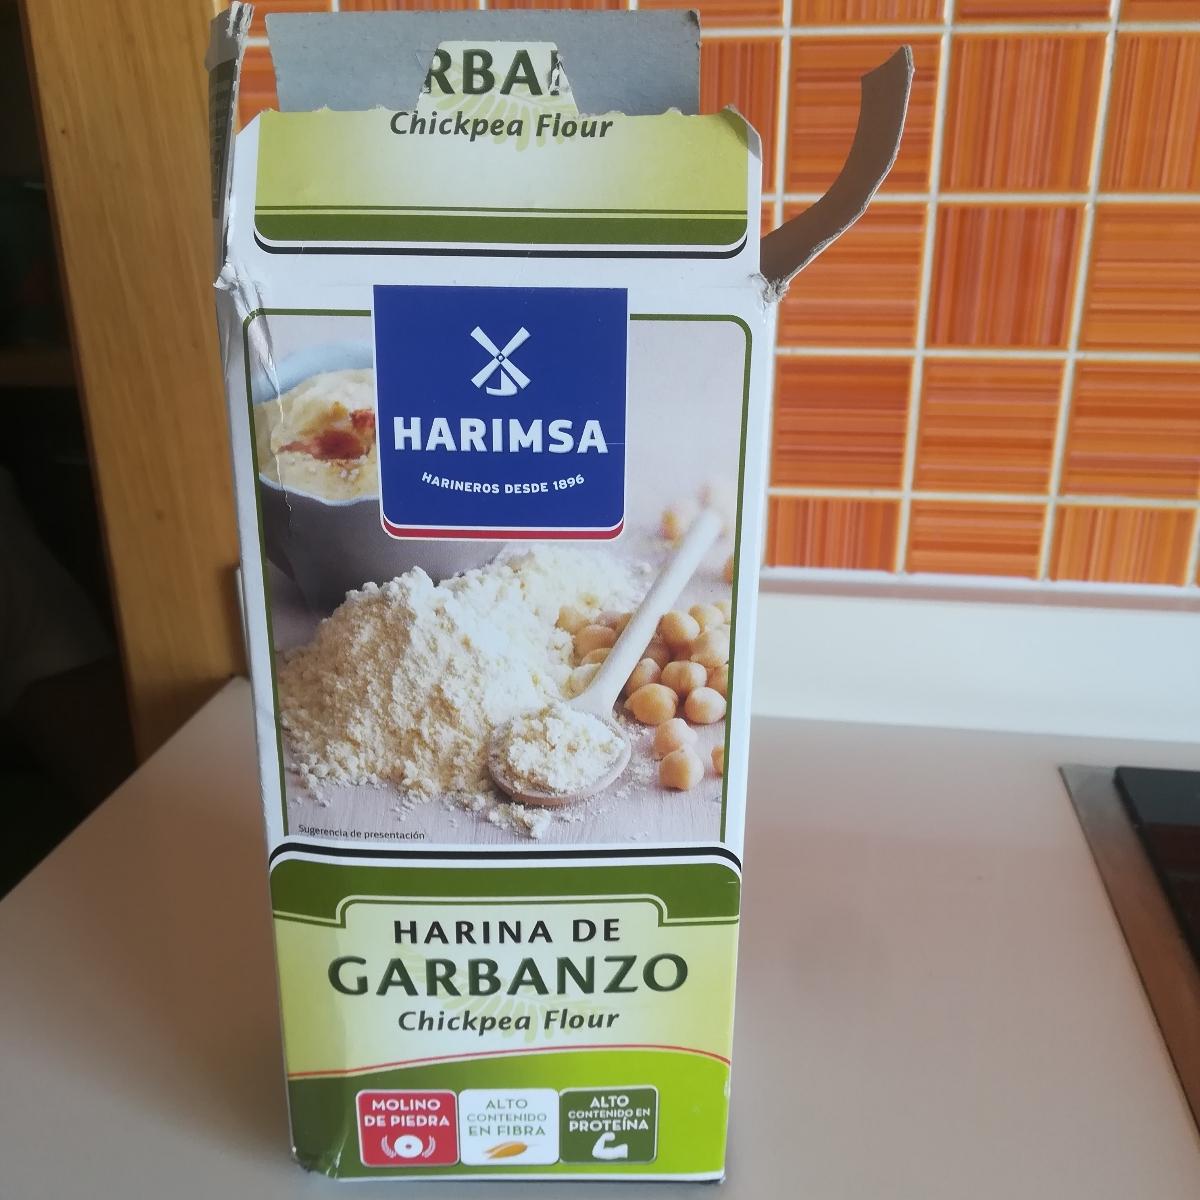 Chickpea Flour
HARIMSA
HARINEROS DESDE 1896
Sugerencia de presentación
HARINA DE
GARBANZO
Chickpea Flour
MOLINO
DE PIEDRA
ALTO
CONTENIDO
EN FIBRA
ALTO
CONTENIDO EN
PROTEÍNA